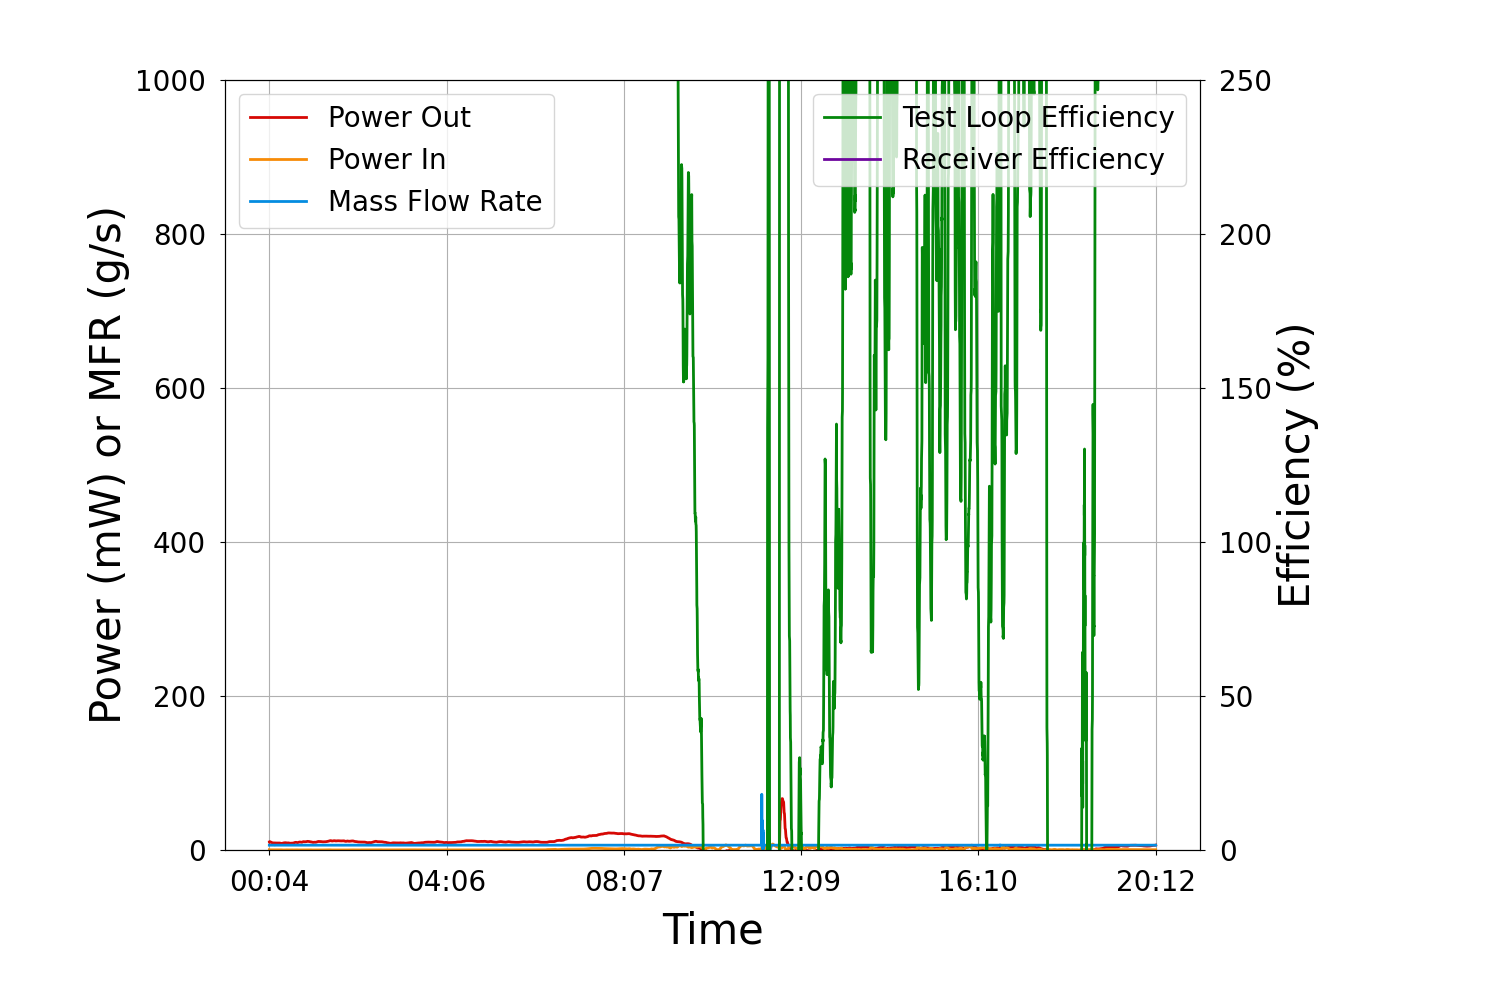 1000
800
600
400
200
0
Power (mW) or MFR (g/s)
Power Out
Power In
Mass Flow Rate
Test Loop Efficiency
Receiver Efficiency
250
200
150
100
50
0
Efficiency (%)
00:04 04:06 08:07 12:09 16:10 20:12
Time